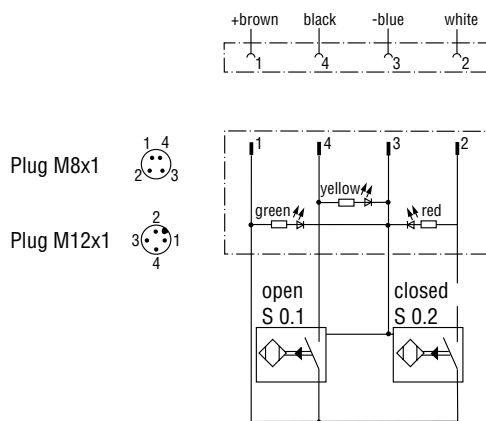 +brown black -blue white
1 4 3 2
1 4 3 2
Plug M8x1
1 4
2 3
yellow
green red
Plug M12x1
2
3 1
4
open closed
S 0.1 S 0.2